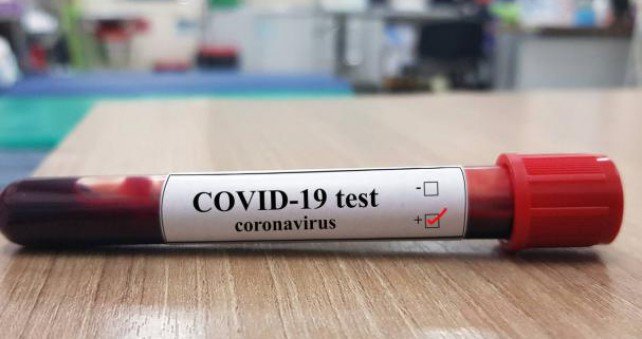 COVID-19 test
coronavirus
-☐
+☑